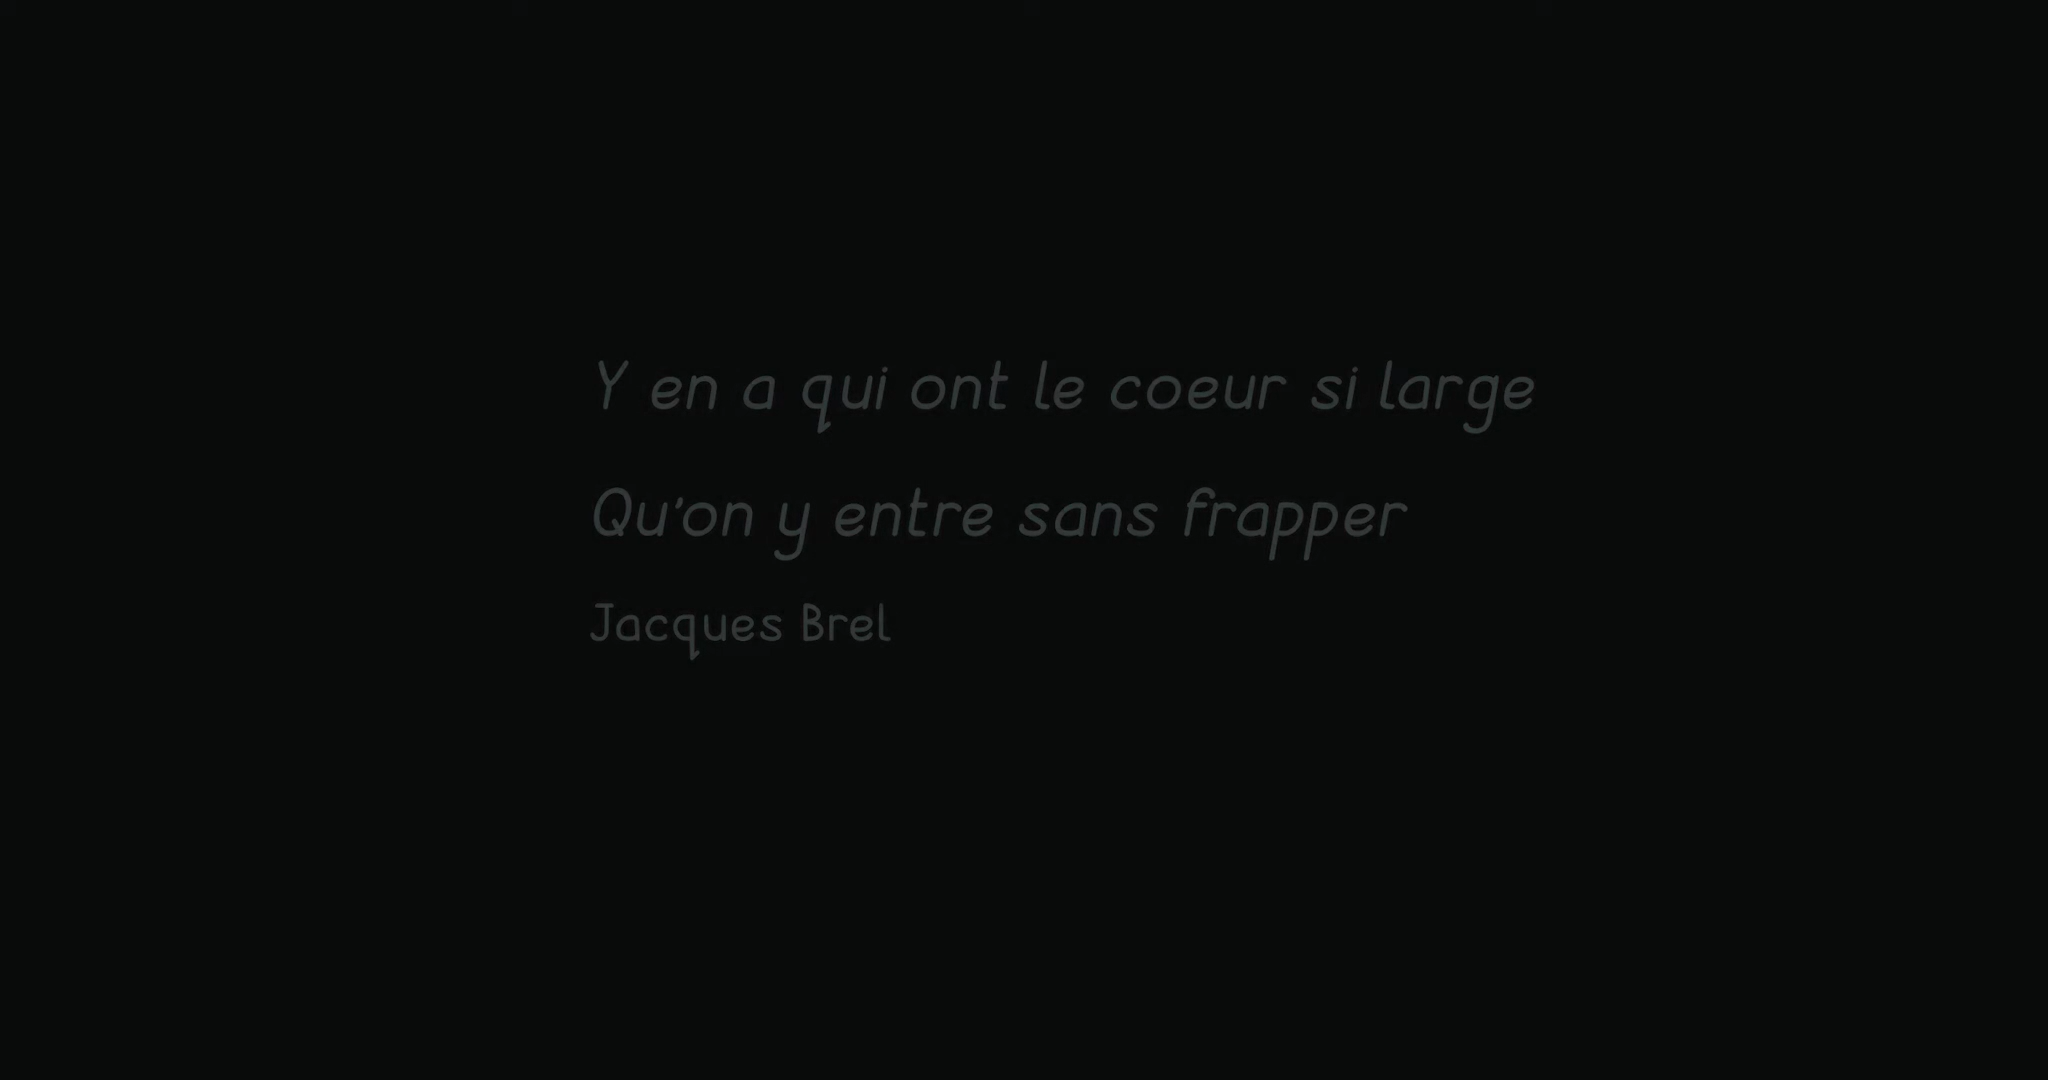 Y en a qui ont le coeur si large
Qu'on y entre sans frapper
Jacques Brel